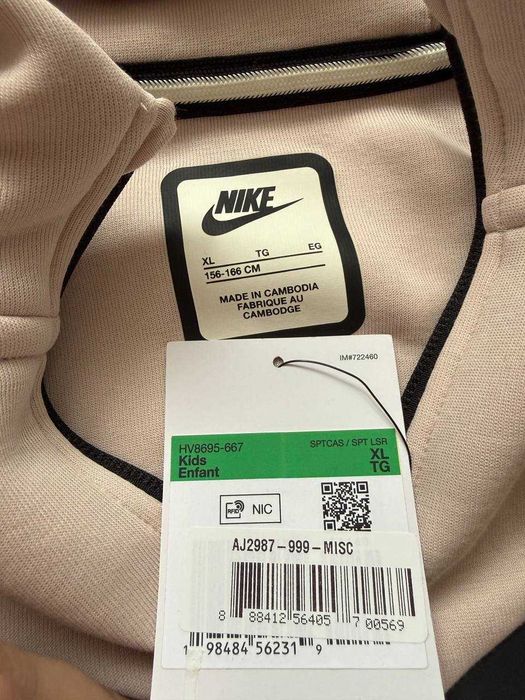 NIKE
XL TG EG
156-166 CM
MADE IN CAMBODIA
FABRIQUE AU
CAMBODGE
IM#722460
HV8695-667 SPTCAS / SPT LSR
Kids XL
Enfant TG
RFID NIC
AJ2987-999-MISC
8 88412 56405 7 00569
1 98484 56231 9